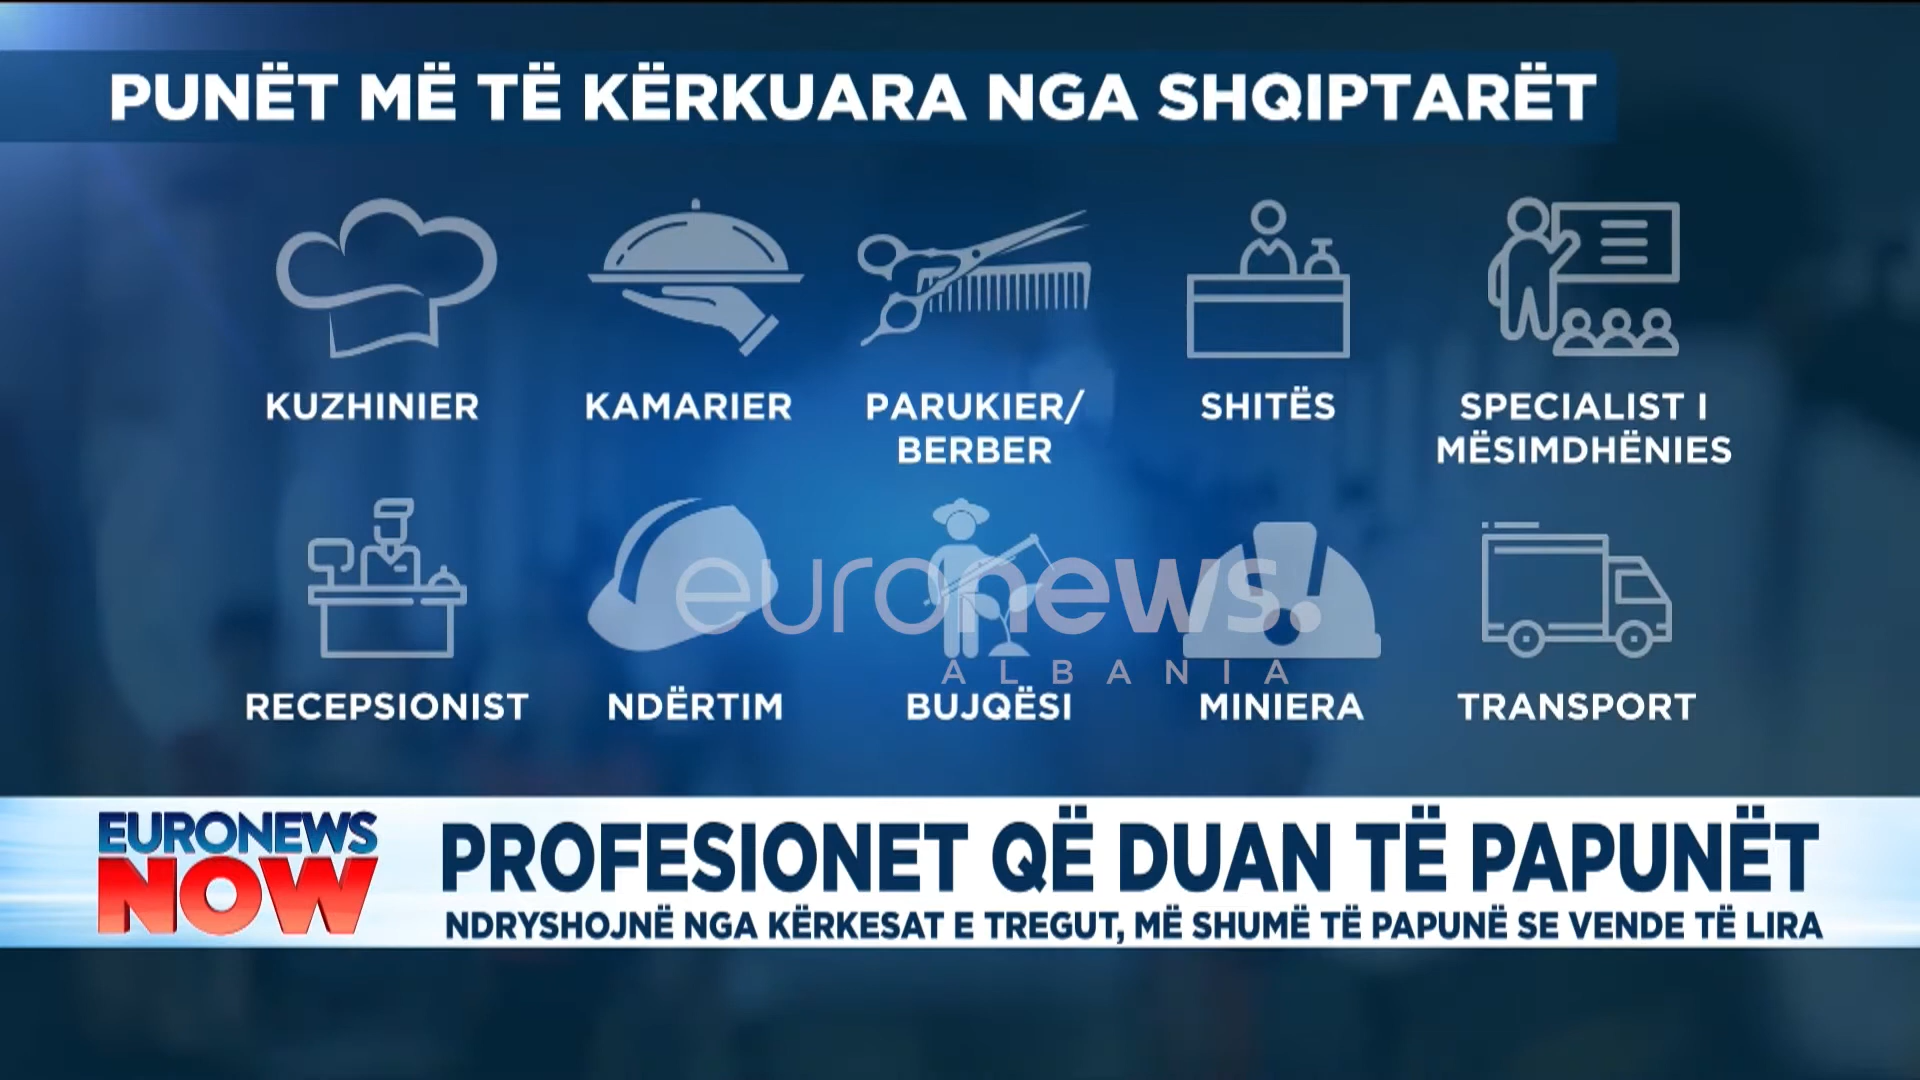 PUNËT MË TË KËRKUARA NGA SHQIPTARËT
KUZHINIER
KAMARIER
PARUKIER/
BERBER
SHITËS
SPECIALIST I
MËSIMDHËNIES
euronews.
ALBANIA
RECEPSIONIST
NDËRTIM
BUJQËSI
MINIERA
TRANSPORT
EURONEWS
NOW
PROFESIONET QË DUAN TË PAPUNËT
NDRYSHOJNË NGA KËRKESAT E TREGUT, MË SHUMË TË PAPUNË SE VENDE TË LIRA